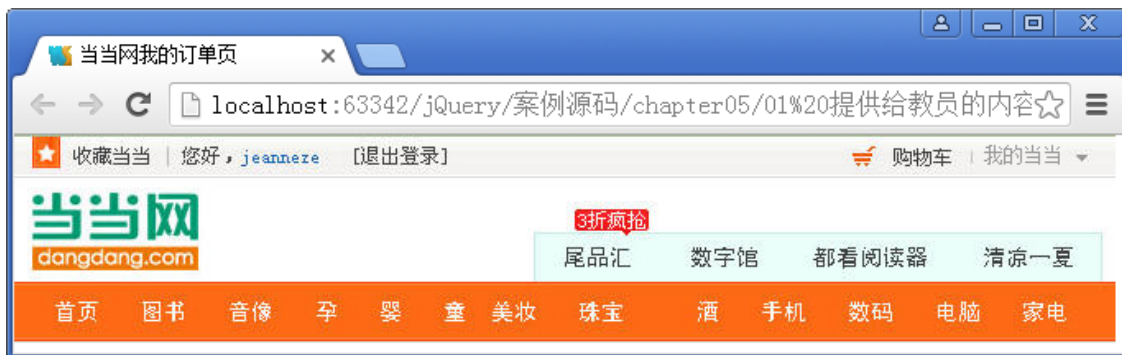 当当网我的订单页
localhost:63342/jQuery/案例源码/chapter05/01%20提供给教员的内容
收藏当当 您好，jeanneze [退出登录] 购物车 我的当当
当当网
dangdang.com
3折疯抢
尾品汇 数字馆 都看阅读器 清凉一夏
首页 图书 音像 孕 婴 童 美妆 珠宝 酒 手机 数码 电脑 家电